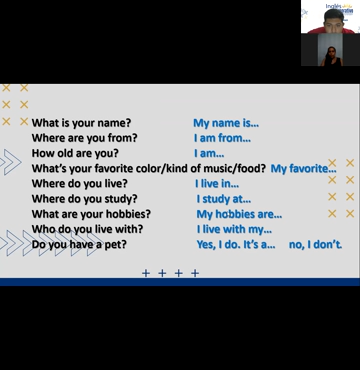 Inglés
What is your name? My name is...
Where are you from? I am from...
How old are you? I am...
What's your favorite color/kind of music/food? My favorite...
Where do you live? I live in...
Where do you study? I study at...
What are your hobbies? My hobbies are...
Who do you live with? I live with my...
Do you have a pet? Yes, I do. It's a... no, I don't.